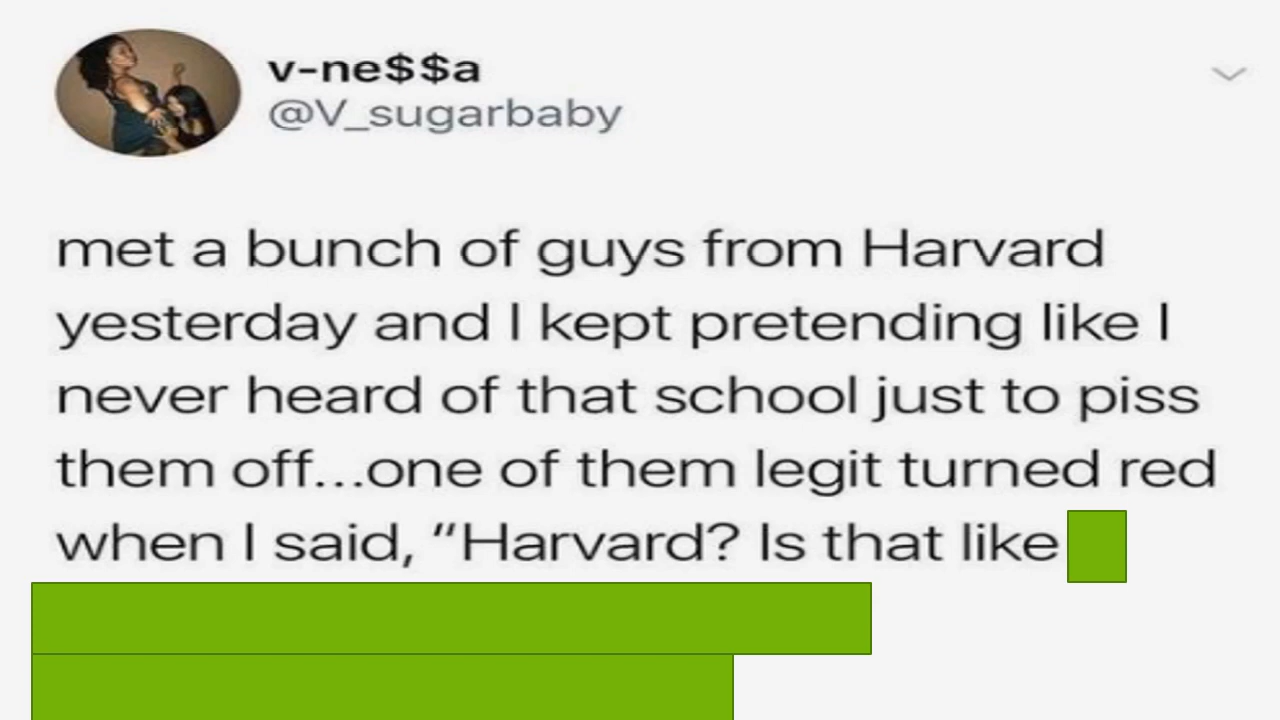 v-ne$$a
@V_sugarbaby
met a bunch of guys from Harvard
yesterday and I kept pretending like I
never heard of that school just to piss
them off...one of them legit turned red
when I said, “Harvard? Is that like